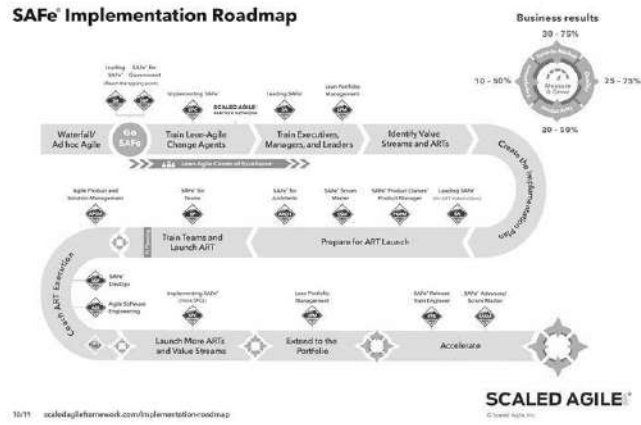 SAFe® Implementation Roadmap
Business results
30 - 75%
10 - 50%
25 - 75%
20 - 50%
Measure
& Grow
Leading
SAFe®
SAFe® for
Government
Implementing SAFe®
SCALED AGILE
Leading SAFe®
Lean Portfolio
Management
Waterfall/
Ad hoc Agile
Go
SAFe
Train Lean-Agile
Change Agents
Train Executives,
Managers, and Leaders
Identify Value
Streams and ARTs
Lean-Agile Center of Excellence
Create the Implementation Plan
Agile Product and
Solution Management
SAFe® for
Teams
SAFe® for
Architects
SAFe® Scrum
Master
SAFe® Product Owner/
Product Manager
Leading SAFe®
Train Teams and
Launch ART
Prepare for ART Launch
Coach ART Execution
SAFe®
DevOps
Agile Software
Engineering
Implementing SAFe®
Lean Portfolio
Management
SAFe® Release
Train Engineer
SAFe® Advanced
Scrum Master
Launch More ARTs
and Value Streams
Extend to the
Portfolio
Accelerate
SCALED AGILE
© Scaled Agile, Inc.
scaledagileframework.com/implementation-roadmap